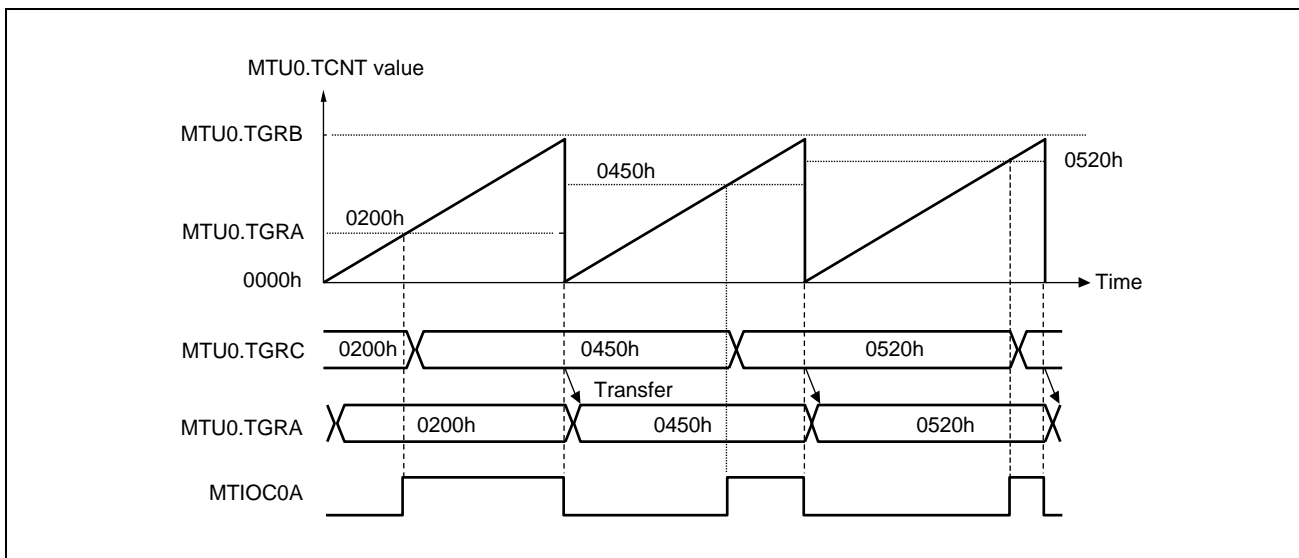 MTU0.TCNT value
MTU0.TGRB
0520h
0450h
0200h
MTU0.TGRA
0000h
Time
MTU0.TGRC 0200h 0450h 0520h
Transfer
MTU0.TGRA 0200h 0450h 0520h
MTIOC0A